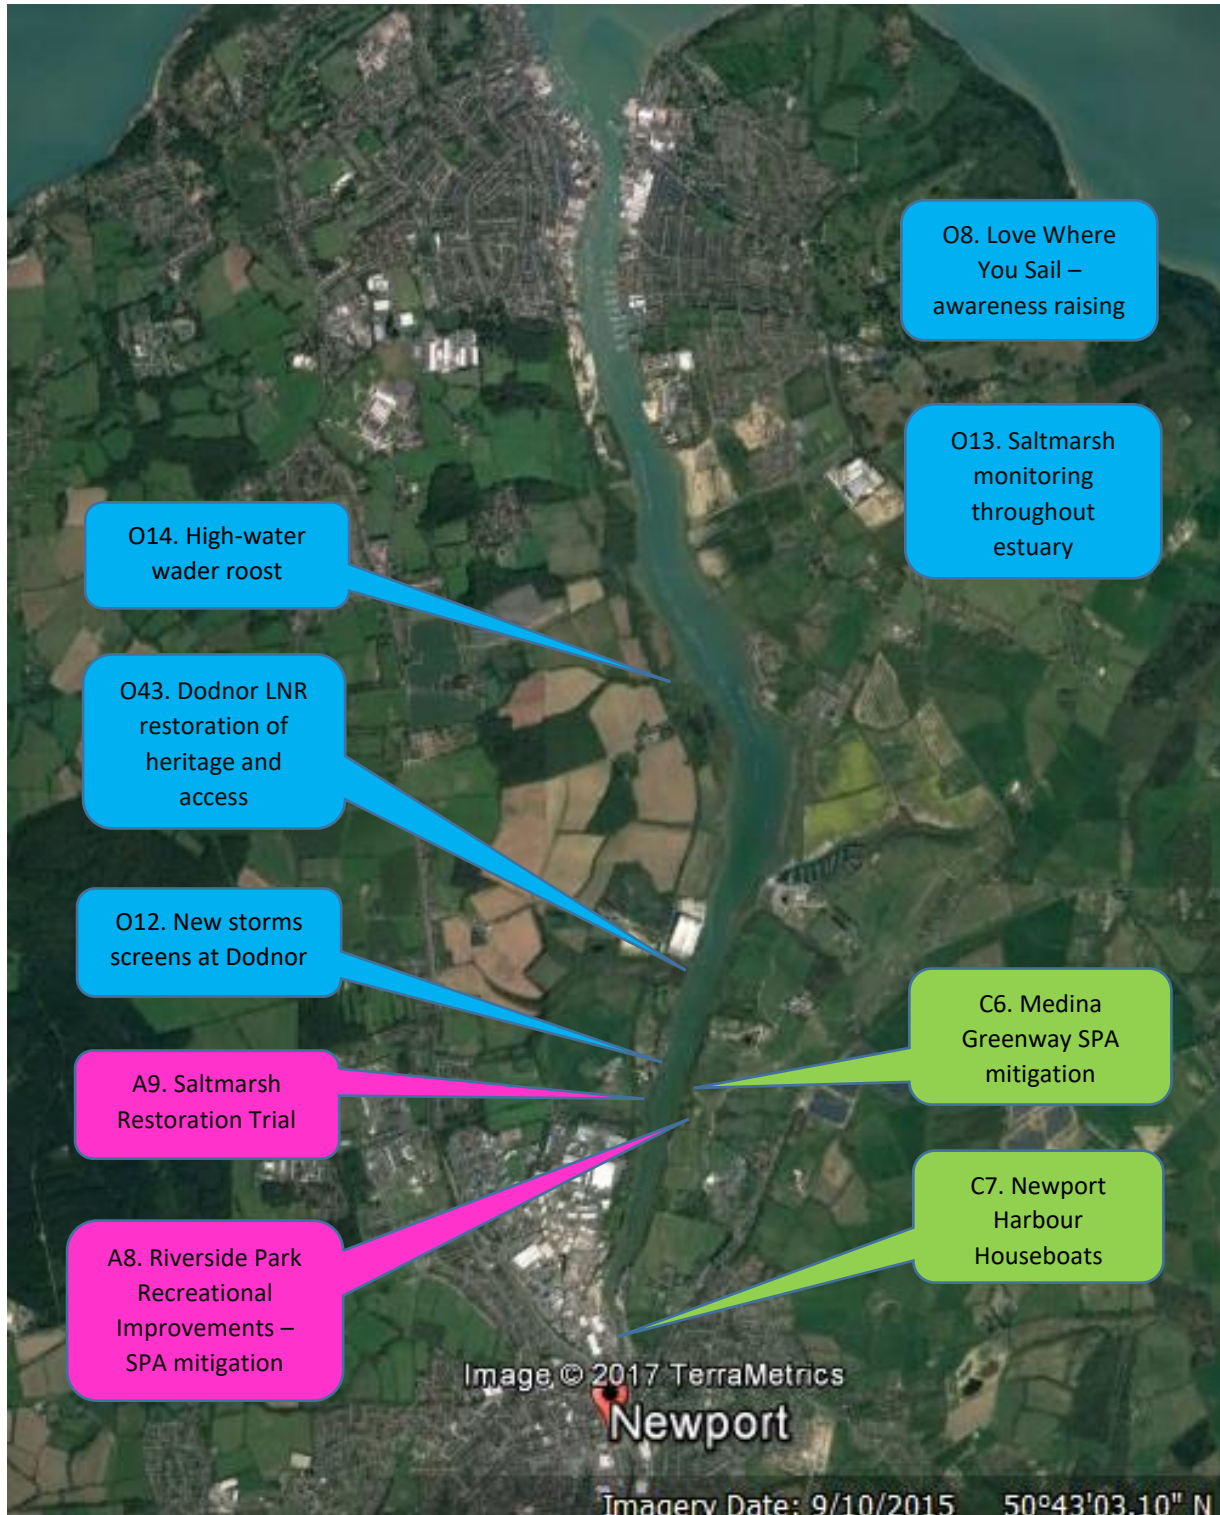 O8. Love Where
You Sail –
awareness raising
O13. Saltmarsh
monitoring
throughout
estuary
O14. High-water
wader roost
O43. Dodnor LNR
restoration of
heritage and
access
O12. New storms
screens at Dodnor
C6. Medina
Greenway SPA
mitigation
A9. Saltmarsh
Restoration Trial
C7. Newport
Harbour
Houseboats
A8. Riverside Park
Recreational
Improvements –
SPA mitigation
Image © 2017 TerraMetrics
Newport
Imagery Date: 9/10/2015 50°43'03.10" N